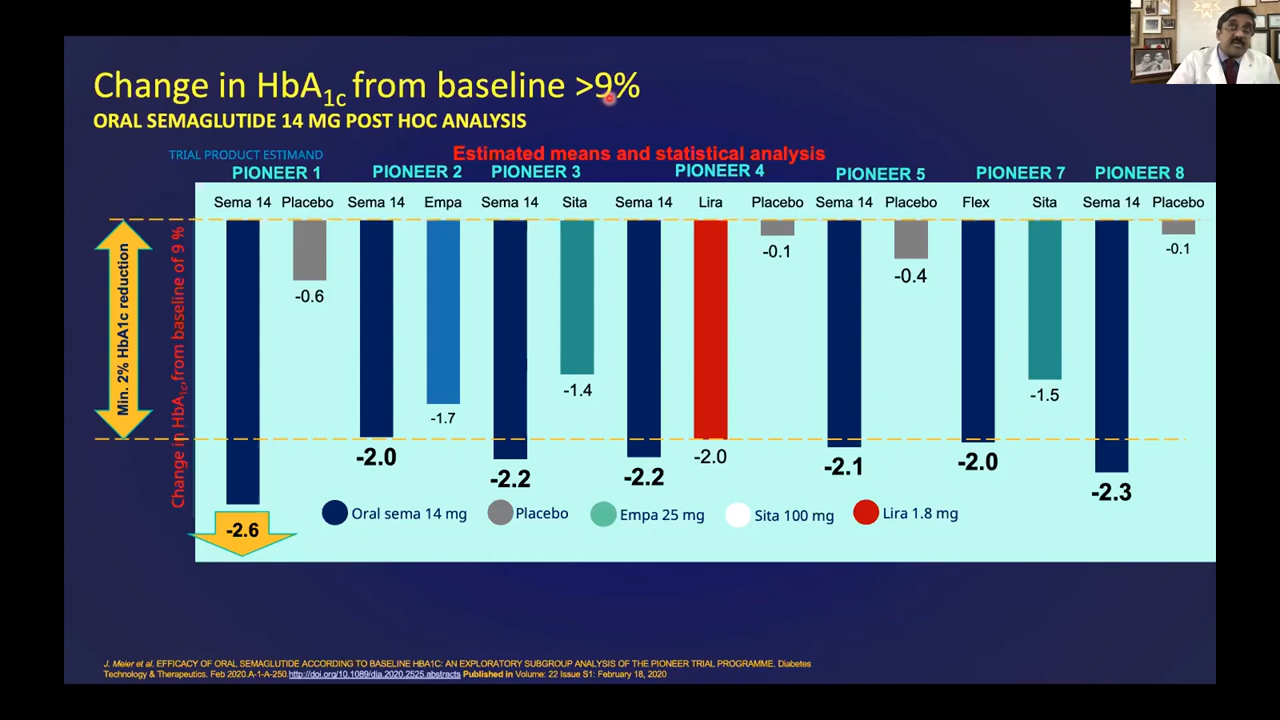 Change in HbA1c from baseline >9%
ORAL SEMAGLUTIDE 14 MG POST HOC ANALYSIS
TRIAL PRODUCT ESTIMAND
Estimated means and statistical analysis
PIONEER 1 PIONEER 2 PIONEER 3 PIONEER 4 PIONEER 5 PIONEER 7 PIONEER 8
Sema 14 Placebo Sema 14 Empa Sema 14 Sita Sema 14 Lira Placebo Sema 14 Placebo Flex Sita Sema 14 Placebo
Min. 2% HbA1c reduction
Change in HbA1c,from baseline of 9 %
-0.1 -0.1
-0.4
-0.6
-1.4 -1.5
-1.7
-2.0 -2.0 -2.0
-2.2 -2.2 -2.1 -2.3
-2.6
Oral sema 14 mg Placebo Empa 25 mg Sita 100 mg Lira 1.8 mg
J. Meier et al. EFFICACY OF ORAL SEMAGLUTIDE ACCORDING TO BASELINE HBA1C: AN EXPLORATORY SUBGROUP ANALYSIS OF THE PIONEER TRIAL PROGRAMME. Diabetes
Technology & Therapeutics. Feb 2020.A-1-A-250.http://doi.org/10.1089/dia.2020.2525.abstracts Published in Volume: 22 Issue S1: February 18, 2020